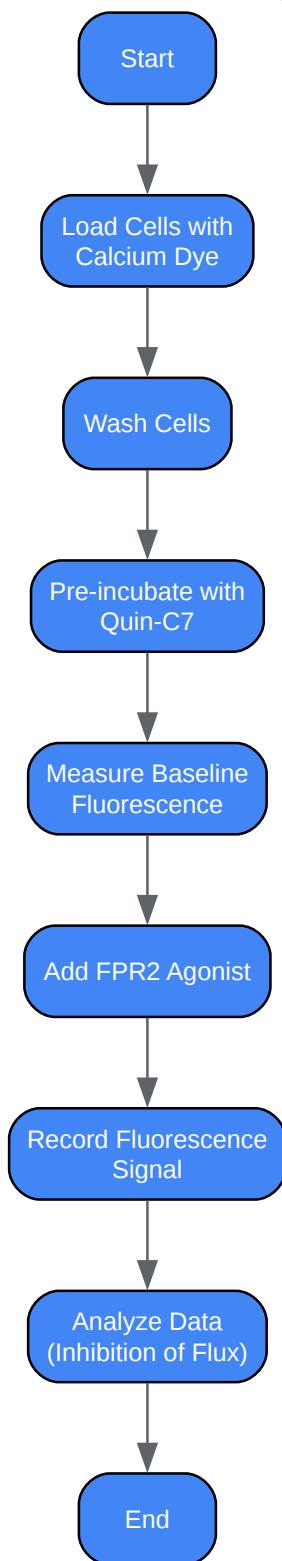 Start
Load Cells with
Calcium Dye
Wash Cells
Pre-incubate with
Quin-C7
Measure Baseline
Fluorescence
Add FPR2 Agonist
Record Fluorescence
Signal
Analyze Data
(Inhibition of Flux)
End